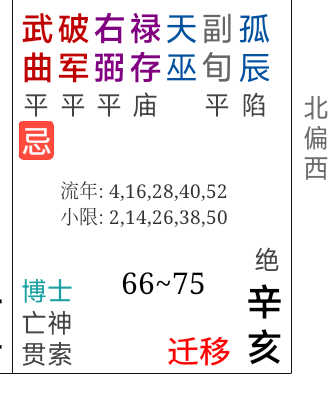 武破右禄天副孤
曲军弼存巫旬辰
平平平庙 平陷
忌
流年: 4,16,28,40,52
小限: 2,14,26,38,50
北偏西
绝
博士
亡神
贯索
66~75
迁移
辛亥